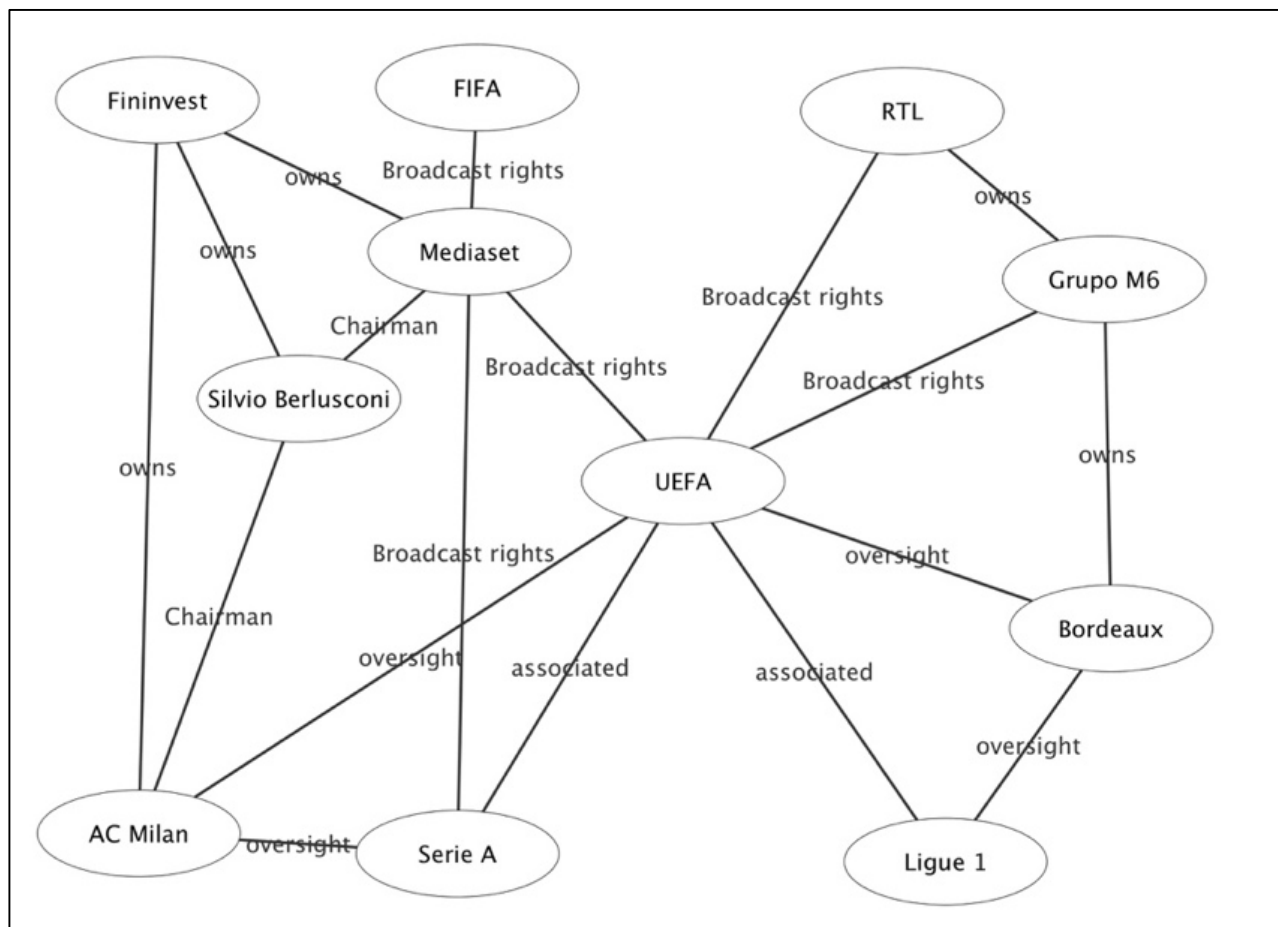 FIFA
Fininvest
RTL
Broadcast rights
owns
owns
owns
Mediaset
Grupo M6
Broadcast rights
Chairman
Broadcast rights
Broadcast rights
Silvio Berlusconi
owns
owns
UEFA
Broadcast rights
oversight
Chairman
Bordeaux
oversight
associated
associated
oversight
AC Milan
oversight
Serie A
Ligue 1